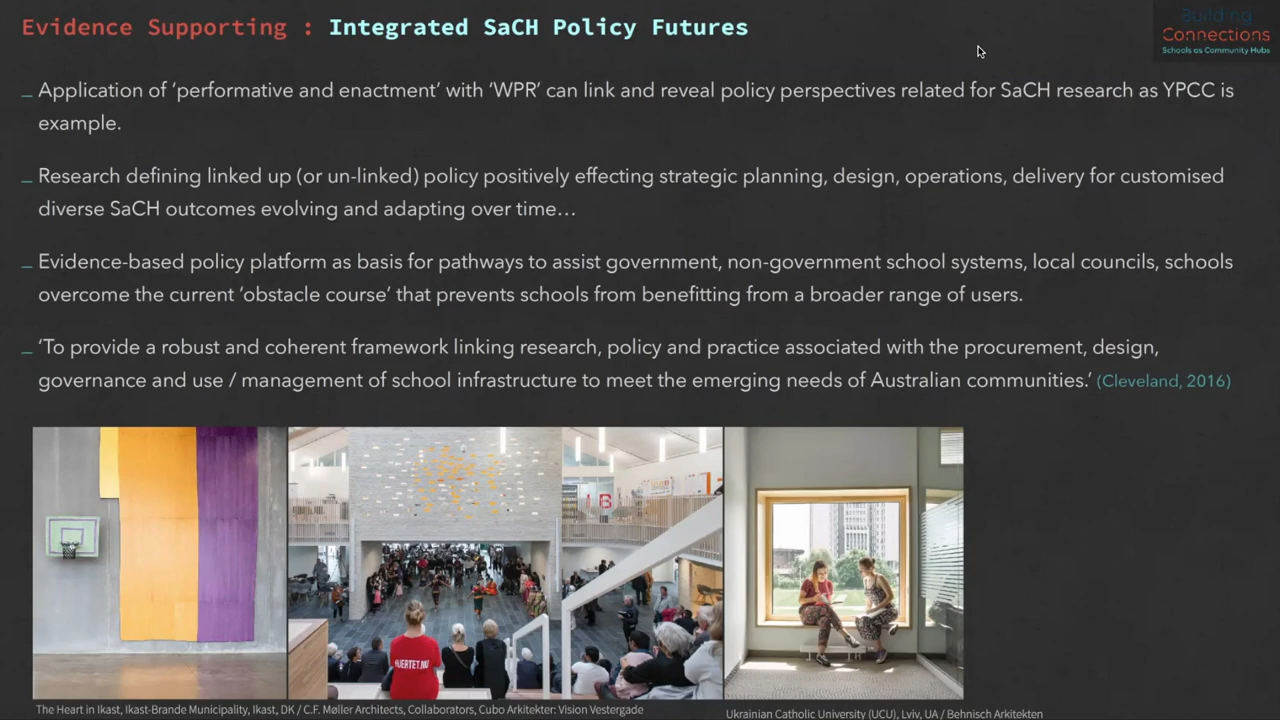 Evidence Supporting : Integrated SaCH Policy Futures
Building
Connections
Schools as Community Hubs
_ Application of ‘performative and enactment’ with ‘WPR’ can link and reveal policy perspectives related for SaCH research as YPCC is
example.
_ Research defining linked up (or un-linked) policy positively effecting strategic planning, design, operations, delivery for customised
diverse SaCH outcomes evolving and adapting over time…
_ Evidence-based policy platform as basis for pathways to assist government, non-government school systems, local councils, schools
overcome the current ‘obstacle course’ that prevents schools from benefitting from a broader range of users.
_ ‘To provide a robust and coherent framework linking research, policy and practice associated with the procurement, design,
governance and use / management of school infrastructure to meet the emerging needs of Australian communities.’ (Cleveland, 2016)
B
HJERTET.NU
The Heart in Ikast, Ikast-Brande Municipality, Ikast, DK / C.F. Møller Architects, Collaborators, Cubo Arkitekter: Vision Vestergade
Ukrainian Catholic University (UCU), Lviv, UA / Behnisch Arkitekten